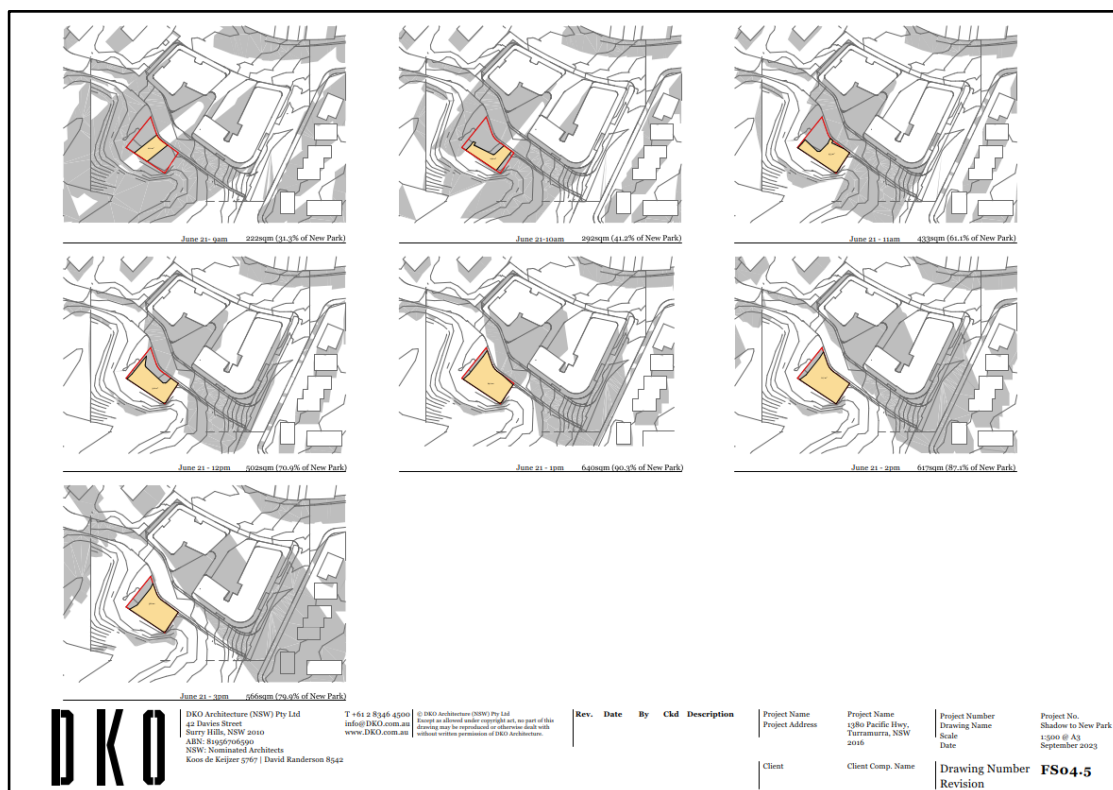 June 21- 9am 222sqm (31.3% of New Park)
June 21-10am 292sqm (41.2% of New Park)
June 21 - 11am 433sqm (61.1% of New Park)
June 21 - 12pm 502sqm (70.9% of New Park)
June 21 - 1pm 640sqm (90.3% of New Park)
June 21 - 2pm 617sqm (87.1% of New Park)
June 21 - 3pm 566sqm (79.9% of New Park)
DKO
DKO Architecture (NSW) Pty Ltd
42 Davies Street
Surry Hills, NSW 2010
ABN: 81956706590
NSW: Nominated Architects
Koos de Keijzer 5767 | David Randerson 8542
T +61 2 8346 4500
info@DKO.com.au
www.DKO.com.au
© DKO Architecture (NSW) Pty Ltd
Except as allowed under copyright act, no part of this
drawing may be reproduced or otherwise dealt with
without written permission of DKO Architecture.
Rev. Date By Ckd Description
Project Name Project Name
Project Address 1380 Pacific Hwy,
Turramurra, NSW
2016
Client Client Comp. Name
Project Number Project No.
Drawing Name Shadow to New Park
Scale 1:500 @ A3
Date September 2023
Drawing Number FS04.5
Revision